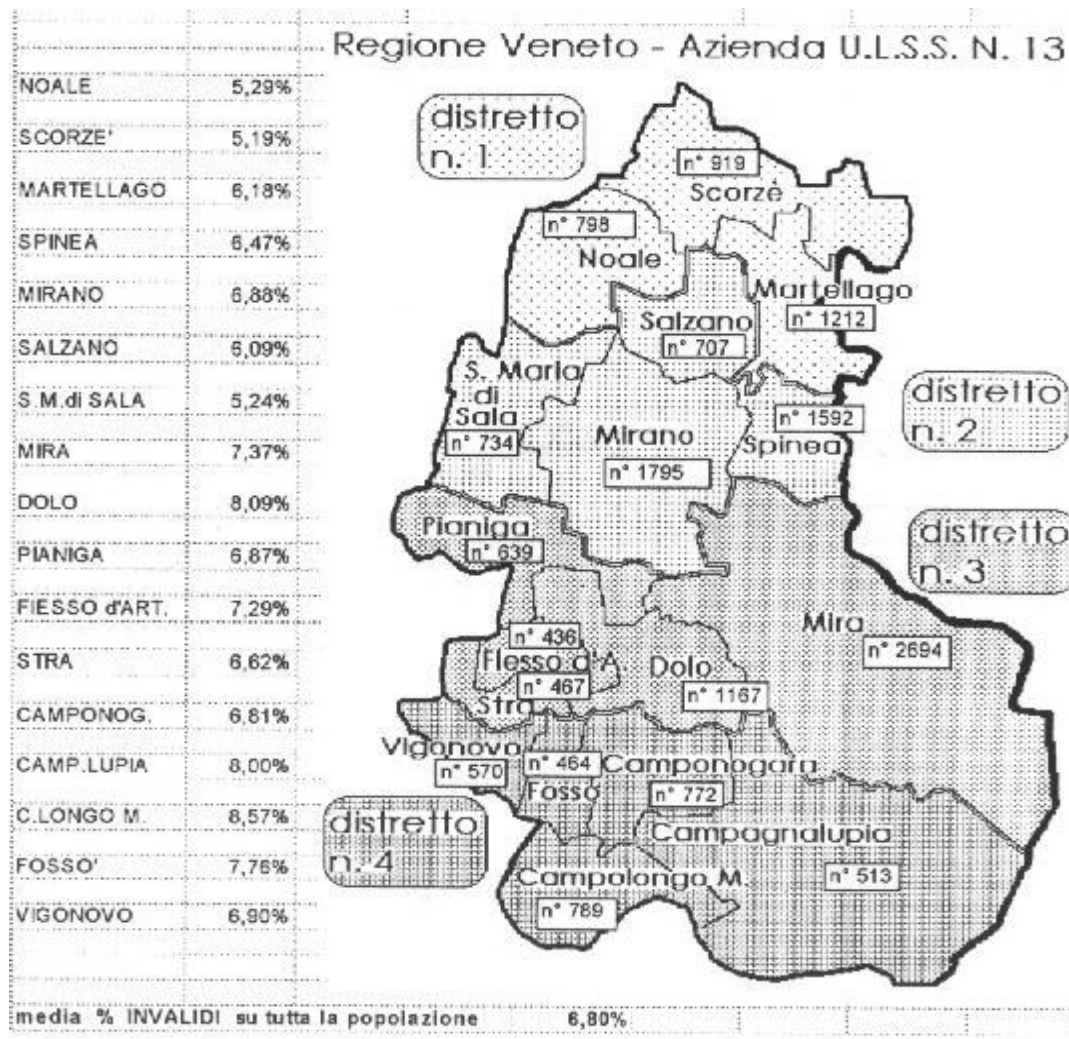 Regione Veneto - Azienda U.L.S.S. N. 13
NOALE 5,29%
SCORZE' 5,19%
MARTELLAGO 6,18%
SPINEA 6,47%
MIRANO 6,88%
SALZANO 6,09%
S.M.di SALA 5,24%
MIRA 7,37%
DOLO 8,09%
PIANIGA 6,87%
FIESSO d'ART. 7,29%
STRA 6,62%
CAMPONOG. 6,81%
CAMP.LUPIA 8,00%
C.LONGO M. 8,57%
FOSSO' 7,76%
VIGONOVO 6,90%
distretto
n. 1
n° 919
Scorzè
n° 798
Noale
Martellago
n° 1212
Salzano
n° 707
S. Maria
di
Sala
n° 734
Mirano
n° 1795
n° 1592
Spinea
distretto
n. 2
Pianiga
n° 639
distretto
n. 3
Mira
n° 2694
n° 436
Fiesso d'A
n° 467
Stra
Dolo
n° 1167
Vigonovo
n° 570
n° 464
Fossò
Camponogara
n° 772
distretto
n. 4
Campagnalupia
n° 513
Campolongo M.
n° 789
media % INVALIDI su tutta la popolazione 6,80%